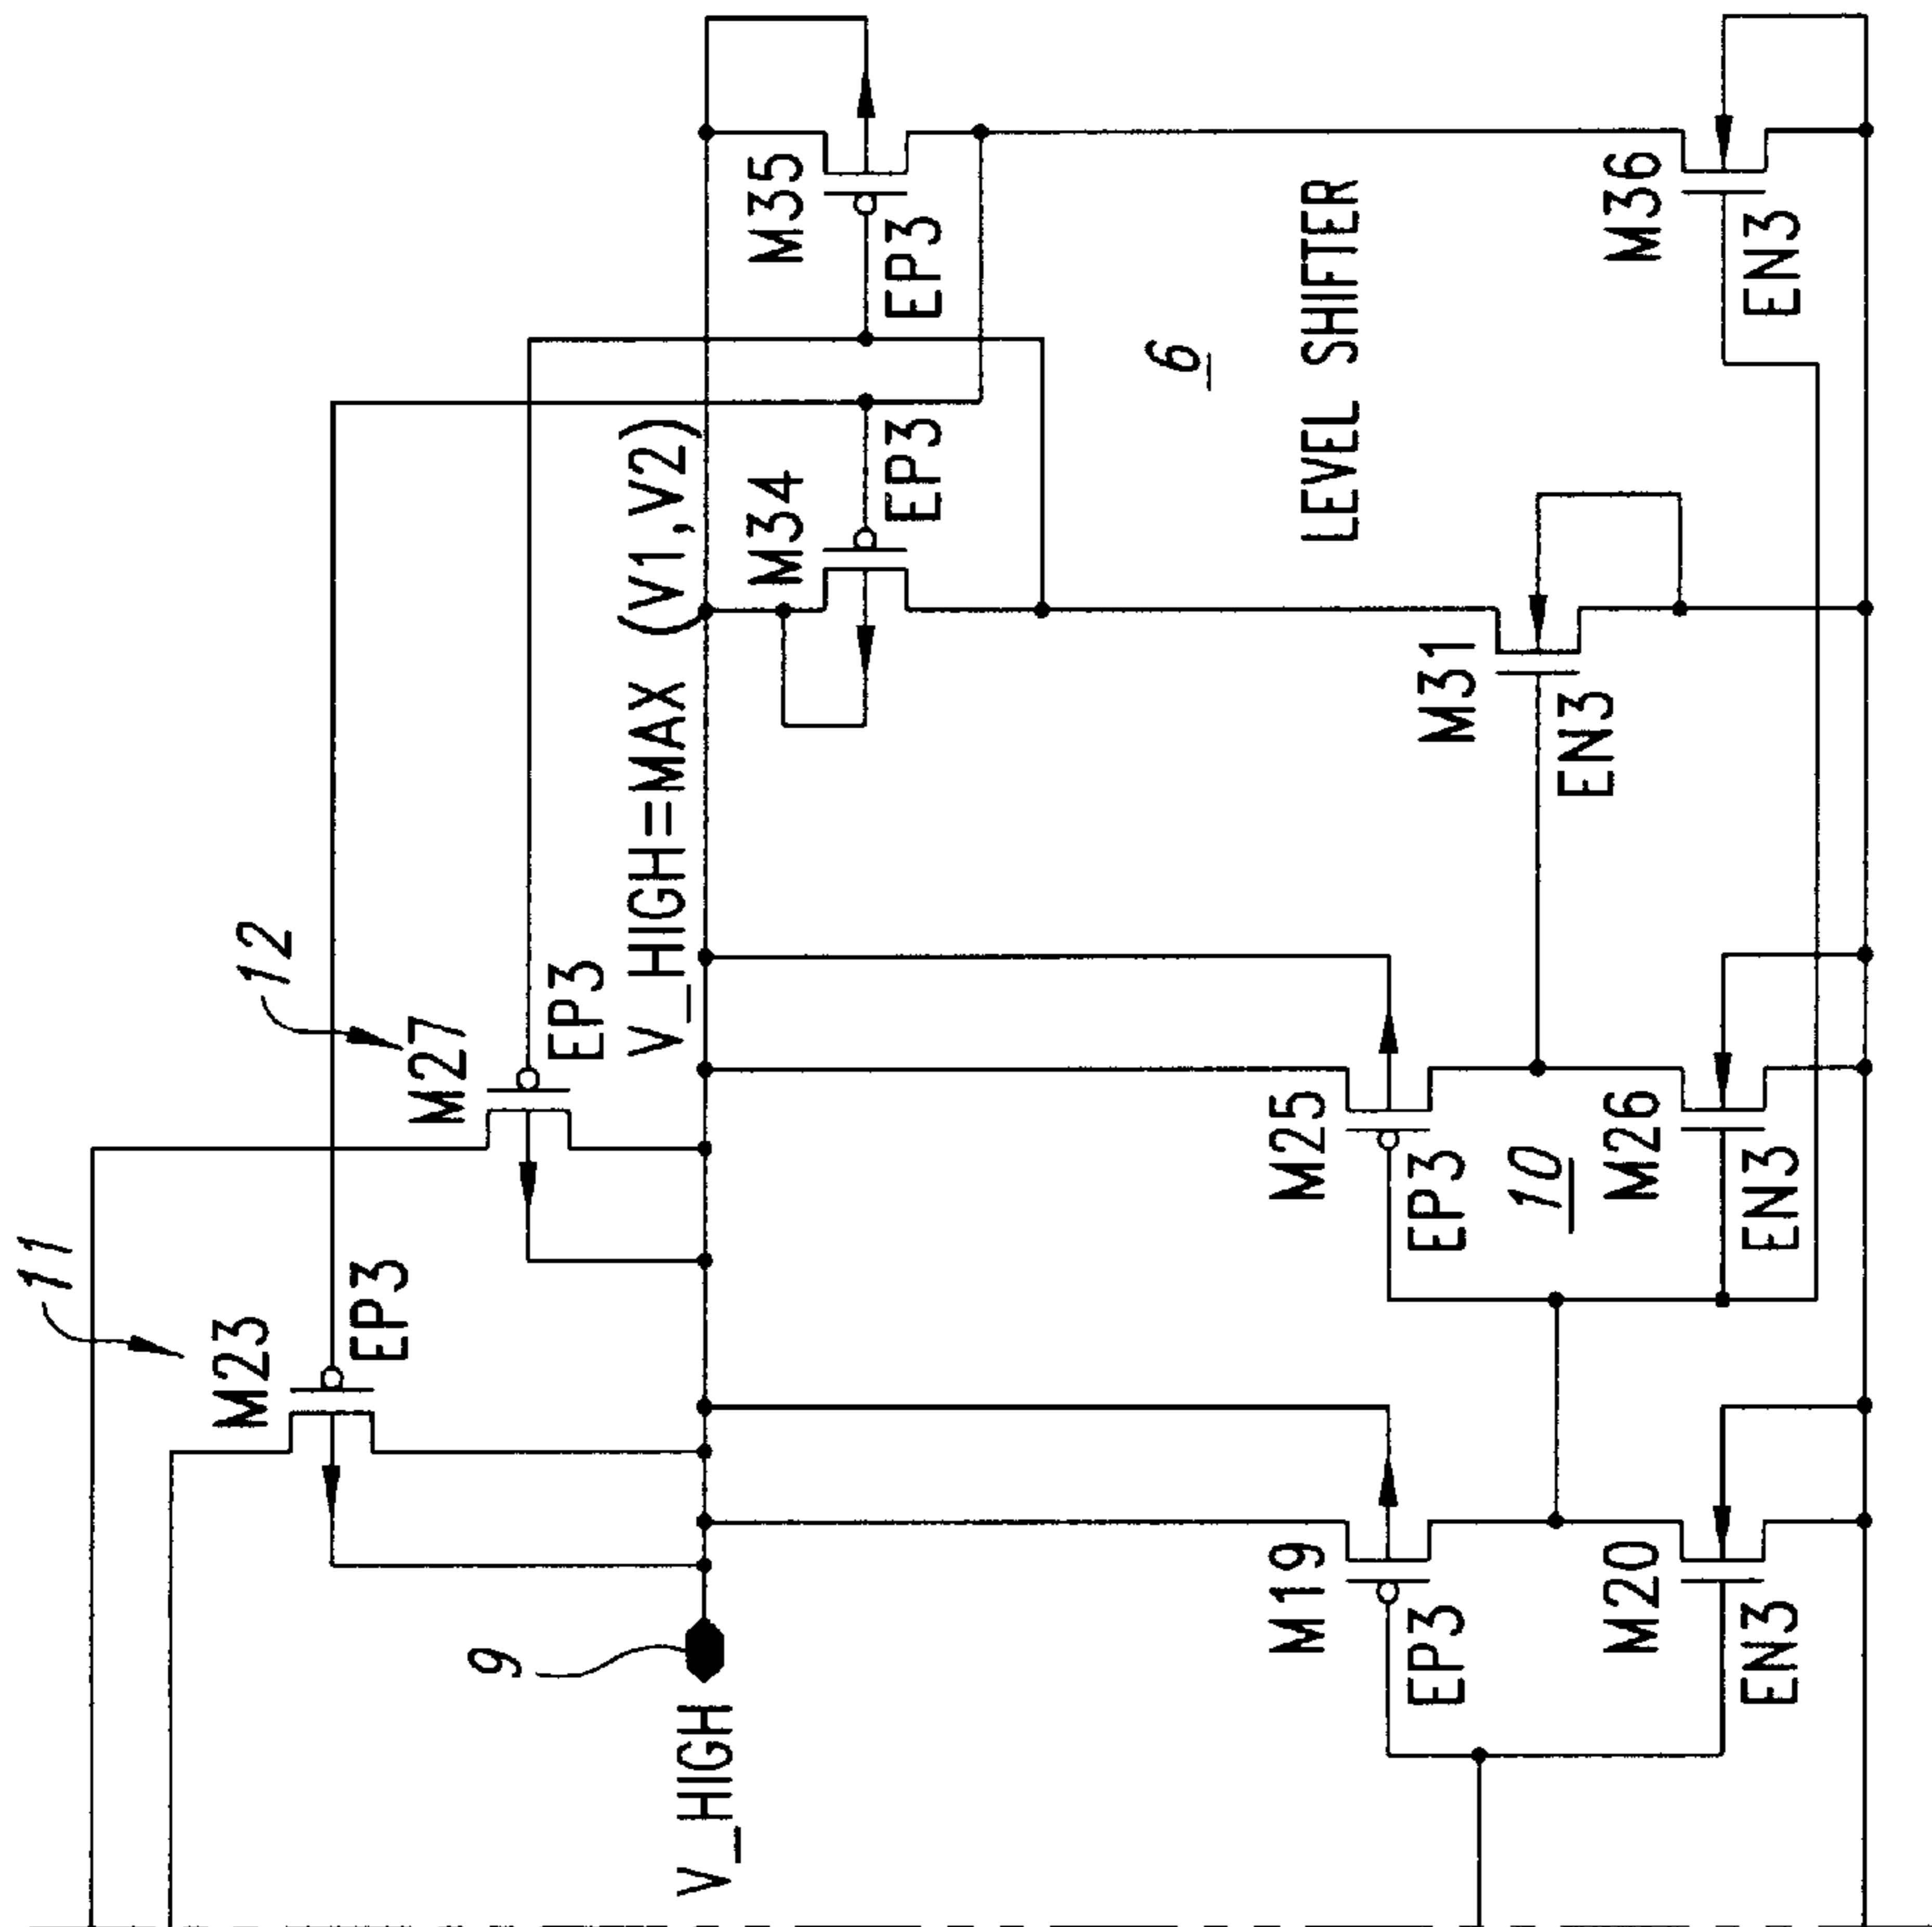 11
M23
EP3
12
M27
EP3
V_HIGH=MAX (V1,V2)
M34
EP3
M35
EP3
9
V_HIGH
6
LEVEL SHIFTER
M19
EP3
M20
EN3
M25
EP3
10
M26
EN3
M31
EN3
M36
EN3